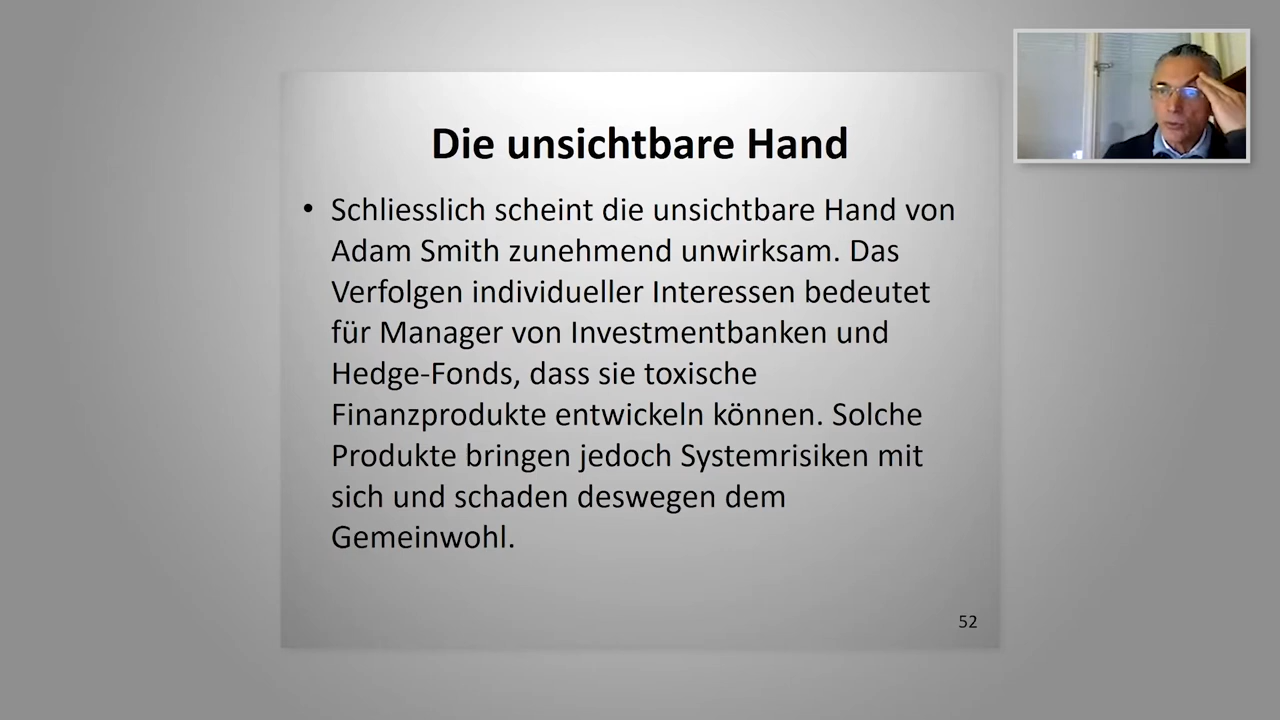 Die unsichtbare Hand
• Schliesslich scheint die unsichtbare Hand von
Adam Smith zunehmend unwirksam. Das
Verfolgen individueller Interessen bedeutet
für Manager von Investmentbanken und
Hedge-Fonds, dass sie toxische
Finanzprodukte entwickeln können. Solche
Produkte bringen jedoch Systemrisiken mit
sich und schaden deswegen dem
Gemeinwohl.
52